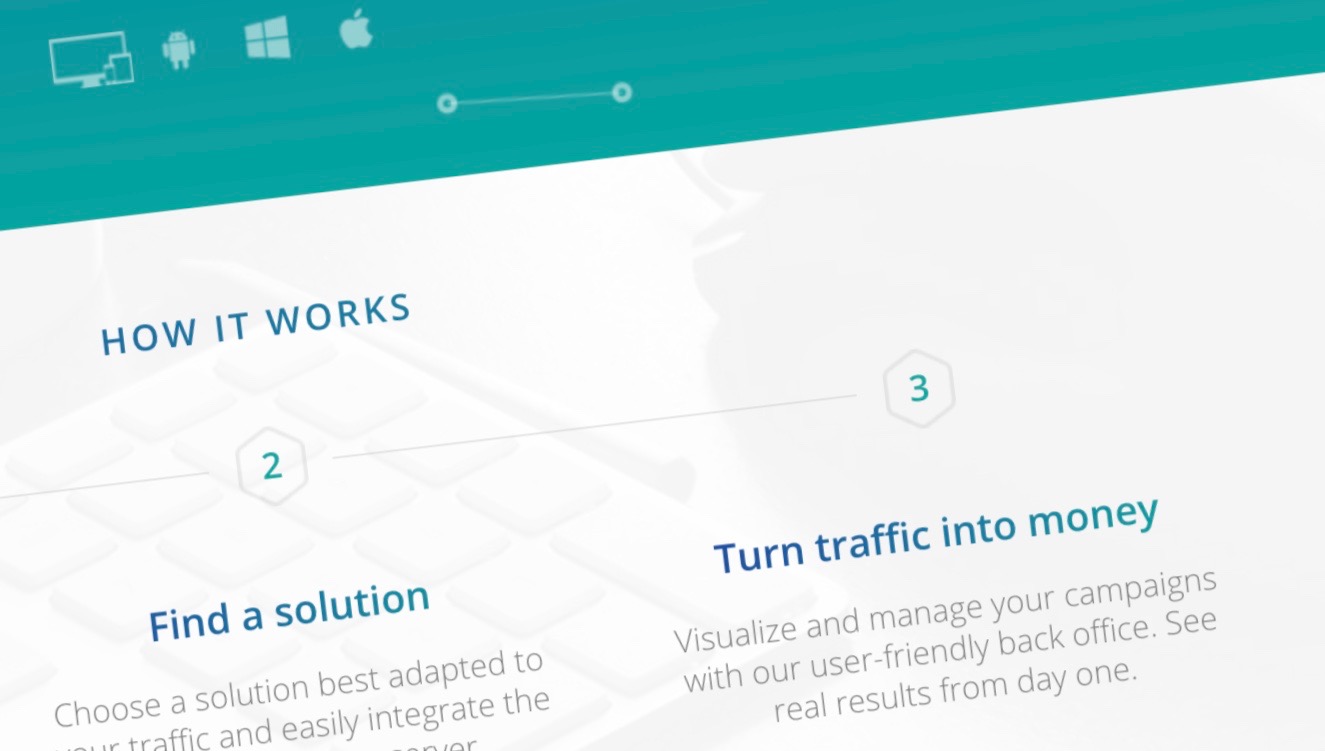 HOW IT WORKS
2
3
Find a solution
Choose a solution best adapted to
your traffic and easily integrate the
server
Turn traffic into money
Visualize and manage your campaigns
with our user-friendly back office. See
real results from day one.